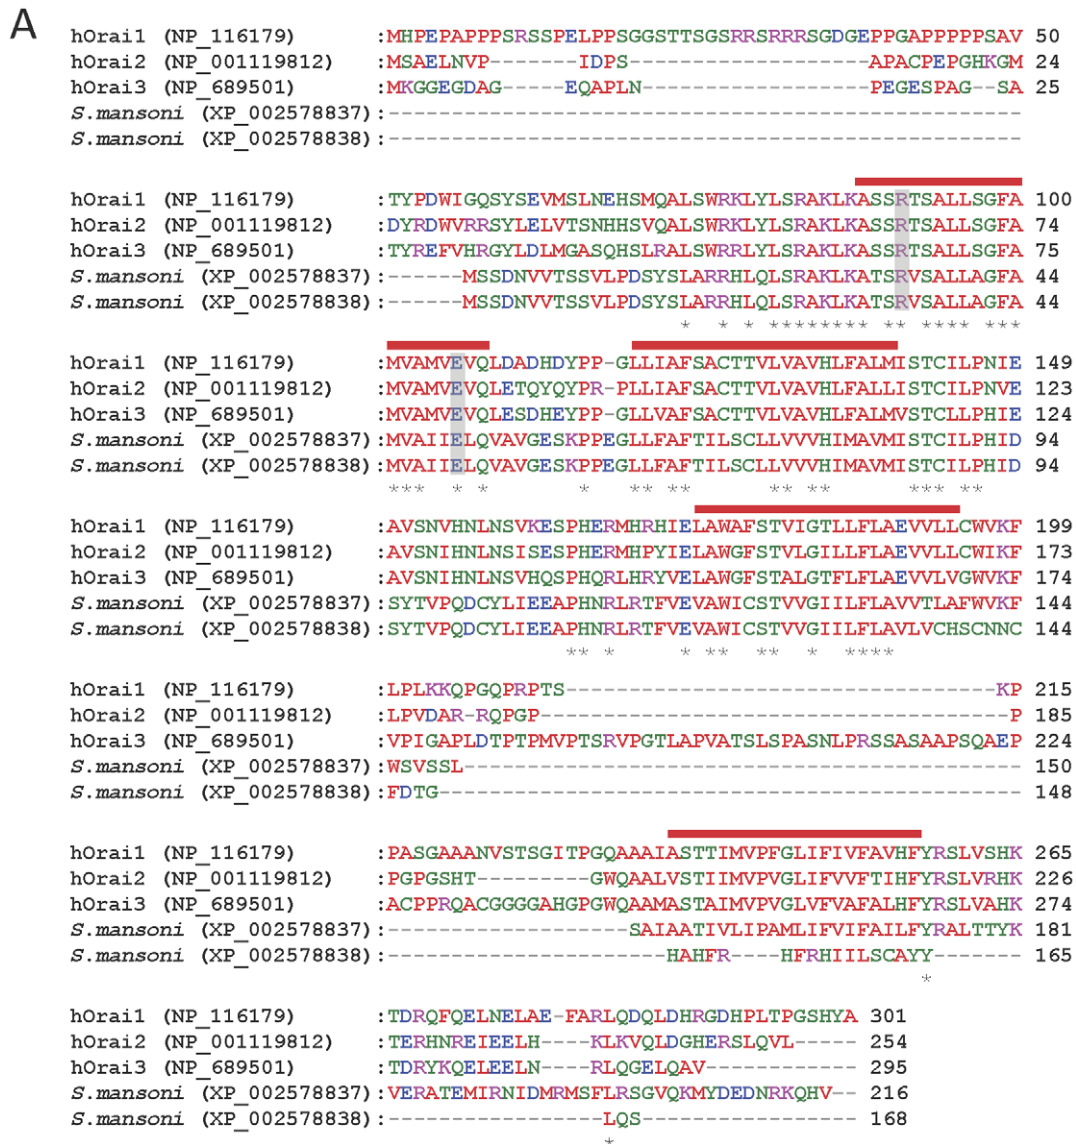 A
hOrai1 (NP_116179) :MHPEPAPPPSRSSPELPPSGGSTTSGSRRSRRRSGDGEPPGAPPPPPSAV 50
hOrai2 (NP_001119812) :MSAELNVP-------IDPS-------------------APACPEPGHKGM 24
hOrai3 (NP_689501) :MKGGEGDAG-----EQAPLN------------------PEGESPAG--SA 25
S.mansoni (XP_002578837):--------------------------------------------------
S.mansoni (XP_002578838):--------------------------------------------------
hOrai1 (NP_116179) :TYPDWIGQSYSEVMSLNEHSMQALSWRKLYLSRAKLKASSRTSALLSGFA 100
hOrai2 (NP_001119812) :DYRDWVRRSYLELVTSNHHSVQALSWRKLYLSRAKLKASSRTSALLSGFA 74
hOrai3 (NP_689501) :TYREFVHRGYLDLMGASQHSLRALSWRRLYLSRAKLKASSRTSALLSGFA 75
S.mansoni (XP_002578837):------MSSDNVVTSSVLPDSYSLARRHLQLSRAKLKATSRVSALLAGFA 44
S.mansoni (XP_002578838):------MSSDNVVTSSVLPDSYSLARRHLQLSRAKLKATSRVSALLAGFA 44
* * * ******** ** **** ***
hOrai1 (NP_116179) :MVAMVEVQLDADHDYPP-GLLIAFSACTTVLVAVHLFALMISTCILPNIE 149
hOrai2 (NP_001119812) :MVAMVEVQLETQYQYPR-PLLIAFSACTTVLVAVHLFALLISTCILPNVE 123
hOrai3 (NP_689501) :MVAMVEVQLESDHEYPP-GLLVAFSACTTVLVAVHLFALMVSTCLLPHIE 124
S.mansoni (XP_002578837):MVAIIELQVAVGESKPPEGLLFAFTILSCLLVVVHIMAVMISTCILPHID 94
S.mansoni (XP_002578838):MVAIIELQVAVGESKPPEGLLFAFTILSCLLVVVHIMAVMISTCILPHID 94
*** * * * ** ** ** ** *** **
hOrai1 (NP_116179) :AVSNVHNLNSVKESPHERMHRHIELAWAFSTVIGTLLFLAEVVLLCWVKF 199
hOrai2 (NP_001119812) :AVSNIHNLNSISESPHERMHPYIELAWGFSTVLGILLFLAEVVLLCWIKF 173
hOrai3 (NP_689501) :AVSNIHNLNSVHQSPHQRLHRYVELAWGFSTALGTFLFLAEVVLVGWVKF 174
S.mansoni (XP_002578837):SYTVPQDCYLIEEAPHNRLRTFVEVAWICSTVVGIILFLAVVTLAFWVKF 144
S.mansoni (XP_002578838):SYTVPQDCYLIEEAPHNRLRTFVEVAWICSTVVGIILFLAVLVCHSCNNC 144
** * * ** ** * ****
hOrai1 (NP_116179) :LPLKKQPGQPRPTS----------------------------------KP 215
hOrai2 (NP_001119812) :LPVDAR-RQPGP-------------------------------------P 185
hOrai3 (NP_689501) :VPIGAPLDTPTPMVPTSRVPGTLAPVATSLSPASNLPRSSASAAPSQAEP 224
S.mansoni (XP_002578837):WSVSSL-------------------------------------------- 150
S.mansoni (XP_002578838):FDTG---------------------------------------------- 148
hOrai1 (NP_116179) :PASGAAANVSTSGITPGQAAAIASTTIMVPFGLIFIVFAVHFYRSLVSHK 265
hOrai2 (NP_001119812) :PGPGSHT---------GWQAALVSTIIMVPVGLIFVVFTIHFYRSLVRHK 226
hOrai3 (NP_689501) :ACPPRQACGGGGAHGPGWQAAMASTAIMVPVGLVFVAFALHFYRSLVAHK 274
S.mansoni (XP_002578837):-------------------SAIAATIVLIPAMLIFVIFAILFYRALTTYK 181
S.mansoni (XP_002578838):----------------------HAHFR----HFRHIILSCAYY------- 165
*
hOrai1 (NP_116179) :TDRQFQELNELAE-FARLQDQLDHRGDHPLTPGSHYA 301
hOrai2 (NP_001119812) :TERHNREIEELH----KLKVQLDGHERSLQVL----- 254
hOrai3 (NP_689501) :TDRYKQELEELN----RLQGELQAV------------ 295
S.mansoni (XP_002578837):VERATEMIRNIDMRMSFLRSGVQKMYDEDNRKQHV-- 216
S.mansoni (XP_002578838):-----------------LQS----------------- 168
*